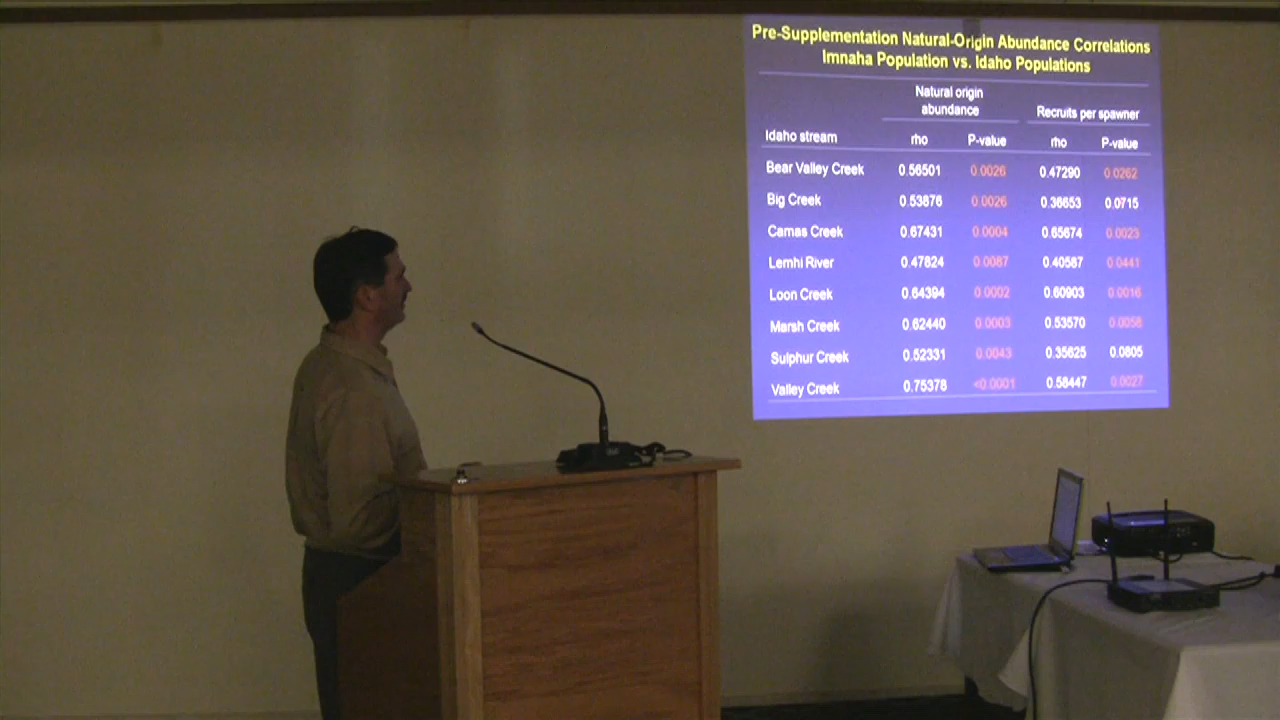 Pre-Supplementation Natural-Origin Abundance Correlations
Imnaha Population vs. Idaho Populations
Natural origin
abundance
Recruits per spawner
Idaho stream rho P-value rho P-value
Bear Valley Creek 0.56501 0.0026 0.47290 0.0262
Big Creek 0.53876 0.0026 0.36653 0.0715
Camas Creek 0.67431 0.0004 0.65674 0.0023
Lemhi River 0.47824 0.0087 0.40587 0.0441
Loon Creek 0.64394 0.0002 0.60903 0.0016
Marsh Creek 0.62440 0.0003 0.53570 0.0058
Sulphur Creek 0.52331 0.0043 0.35625 0.0805
Valley Creek 0.75378 <0.0001 0.58447 0.0027